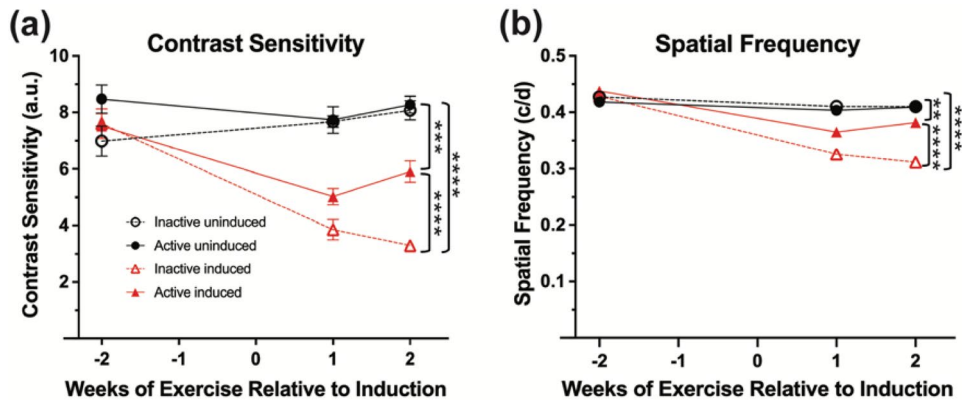 (a)
Contrast Sensitivity
Contrast Sensitivity (a.u.)
10
8
6
4
2
Inactive uninduced
Active uninduced
Inactive induced
Active induced
***
****
****
-2 -1 0 1 2
Weeks of Exercise Relative to Induction
(b)
Spatial Frequency
Spatial Frequency (c/d)
0.5
0.4
0.3
0.2
0.1
**
****
****
-2 -1 0 1 2
Weeks of Exercise Relative to Induction